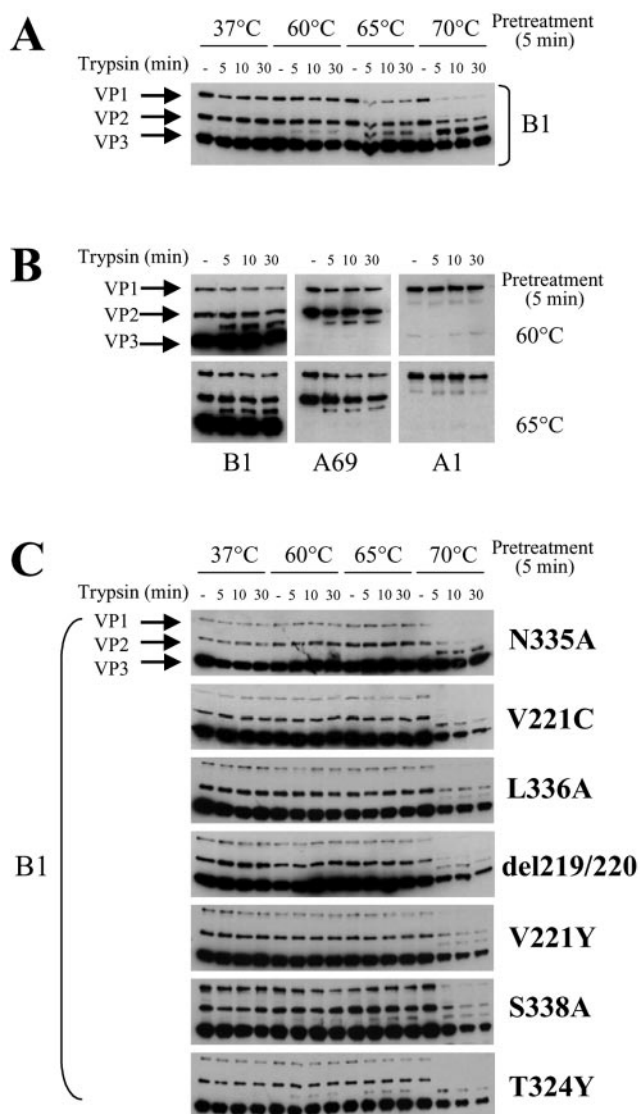 A
37°C 60°C 65°C 70°C Pretreatment
(5 min)
Trypsin (min) - 5 10 30 - 5 10 30 - 5 10 30 - 5 10 30
VP1
VP2
VP3
B1
B
Trypsin (min) - 5 10 30 - 5 10 30 - 5 10 30
VP1
VP2
VP3
Pretreatment
(5 min)
60°C
65°C
B1 A69 A1
C
37°C 60°C 65°C 70°C Pretreatment
(5 min)
Trypsin (min) - 5 10 30 - 5 10 30 - 5 10 30 - 5 10 30
VP1
VP2
VP3
N335A
V221C
L336A
B1
del219/220
V221Y
S338A
T324Y